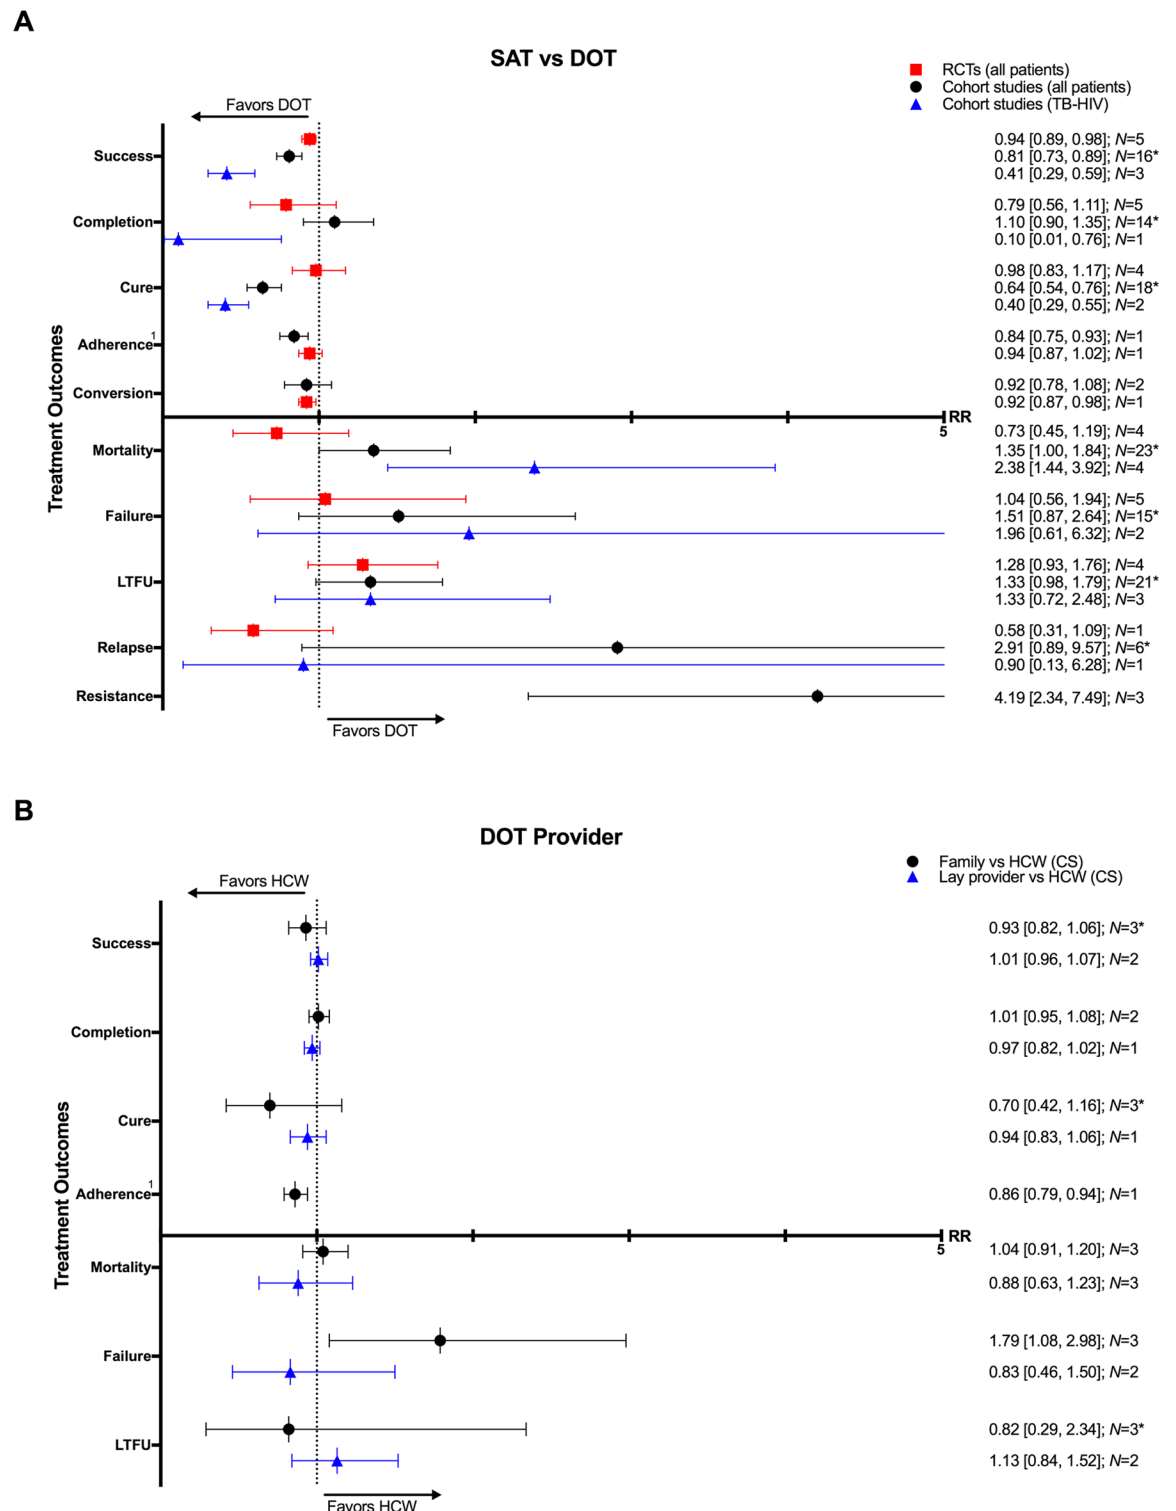 A
SAT vs DOT
RCTs (all patients)
Cohort studies (all patients)
Cohort studies (TB-HIV)
Favors DOT
Treatment Outcomes
Success
0.94 [0.89, 0.98]; N=5
0.81 [0.73, 0.89]; N=16*
0.41 [0.29, 0.59]; N=3
Completion
0.79 [0.56, 1.11]; N=5
1.10 [0.90, 1.35]; N=14*
0.10 [0.01, 0.76]; N=1
Cure
0.98 [0.83, 1.17]; N=4
0.64 [0.54, 0.76]; N=18*
0.40 [0.29, 0.55]; N=2
Adherence1
0.84 [0.75, 0.93]; N=1
0.94 [0.87, 1.02]; N=1
Conversion
0.92 [0.78, 1.08]; N=2
0.92 [0.87, 0.98]; N=1
RR
5
Mortality
0.73 [0.45, 1.19]; N=4
1.35 [1.00, 1.84]; N=23*
2.38 [1.44, 3.92]; N=4
Failure
1.04 [0.56, 1.94]; N=5
1.51 [0.87, 2.64]; N=15*
1.96 [0.61, 6.32]; N=2
LTFU
1.28 [0.93, 1.76]; N=4
1.33 [0.98, 1.79]; N=21*
1.33 [0.72, 2.48]; N=3
Relapse
0.58 [0.31, 1.09]; N=1
2.91 [0.89, 9.57]; N=6*
0.90 [0.13, 6.28]; N=1
Resistance
4.19 [2.34, 7.49]; N=3
Favors DOT
B
DOT Provider
Family vs HCW (CS)
Lay provider vs HCW (CS)
Favors HCW
Treatment Outcomes
Success
0.93 [0.82, 1.06]; N=3*
1.01 [0.96, 1.07]; N=2
Completion
1.01 [0.95, 1.08]; N=2
0.97 [0.82, 1.02]; N=1
Cure
0.70 [0.42, 1.16]; N=3*
0.94 [0.83, 1.06]; N=1
Adherence1
0.86 [0.79, 0.94]; N=1
RR
5
Mortality
1.04 [0.91, 1.20]; N=3
0.88 [0.63, 1.23]; N=3
Failure
1.79 [1.08, 2.98]; N=3
0.83 [0.46, 1.50]; N=2
LTFU
0.82 [0.29, 2.34]; N=3*
1.13 [0.84, 1.52]; N=2
Favors HCW